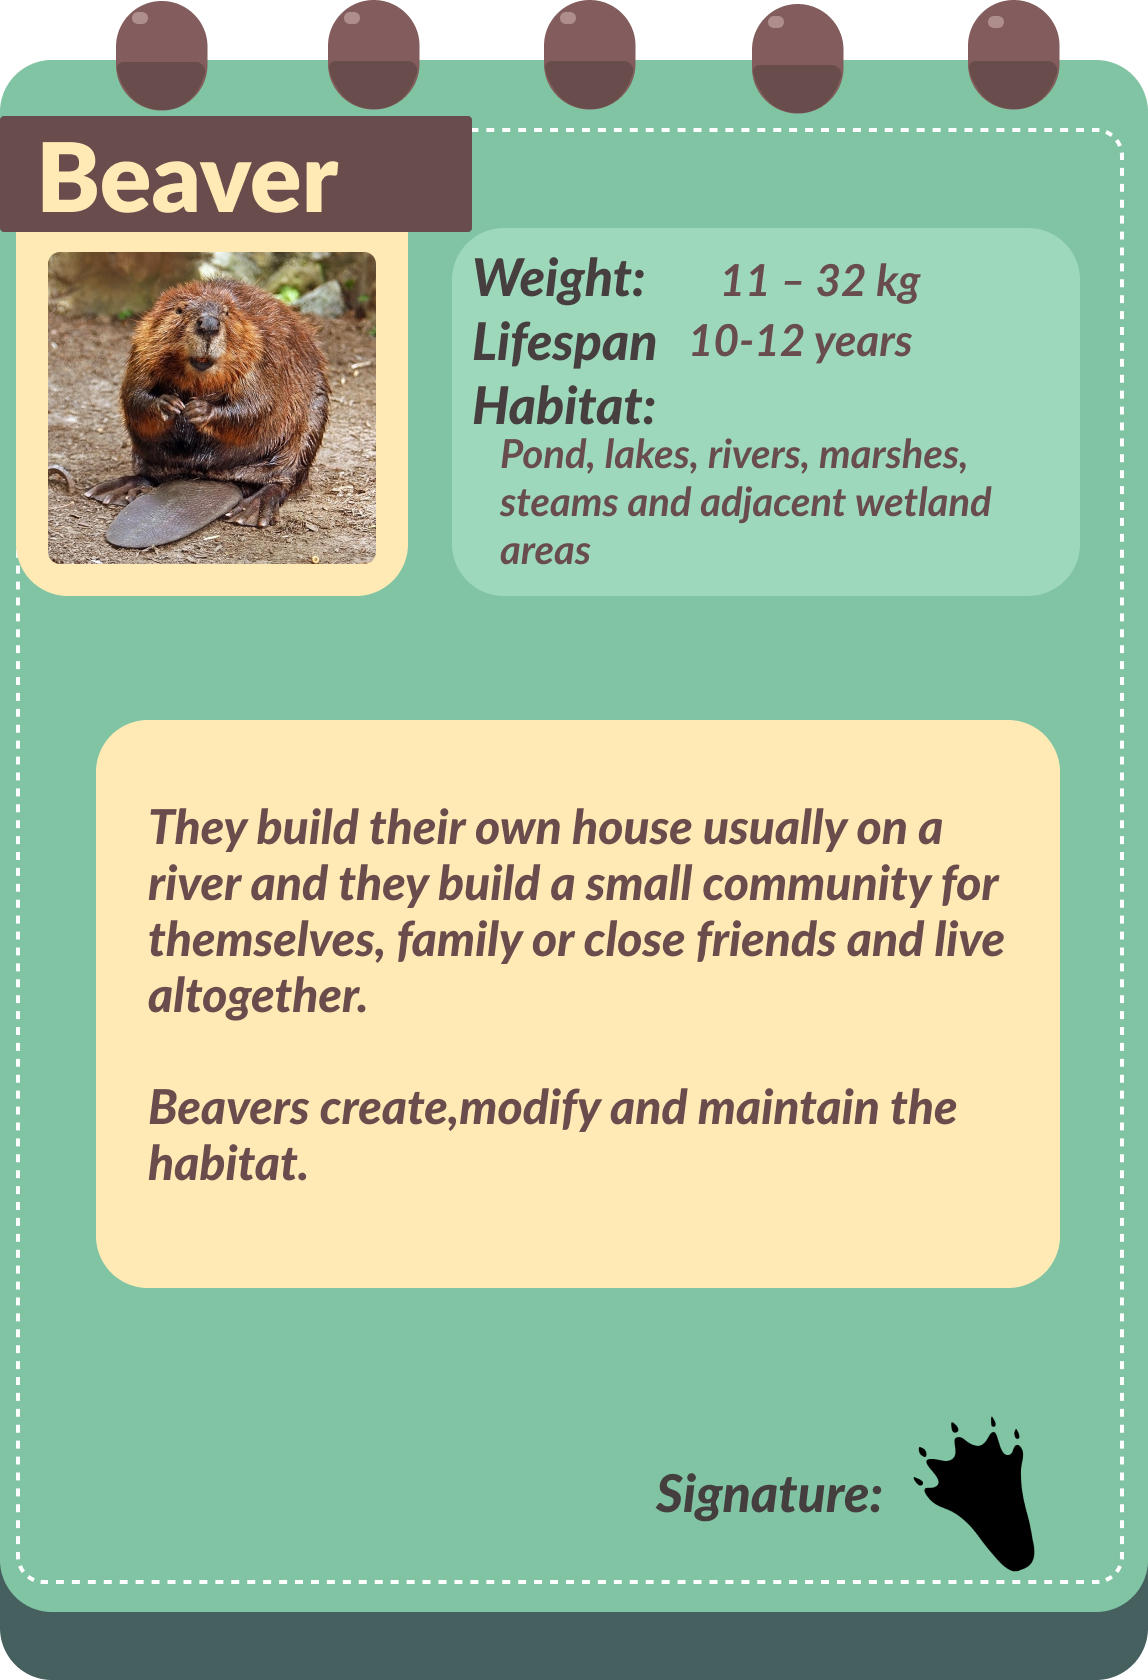 Beaver
Weight: 11 – 32 kg
Lifespan 10-12 years
Habitat:
Pond, lakes, rivers, marshes,
steams and adjacent wetland
areas
They build their own house usually on a
river and they build a small community for
themselves, family or close friends and live
altogether.
Beavers create,modify and maintain the
habitat.
Signature: